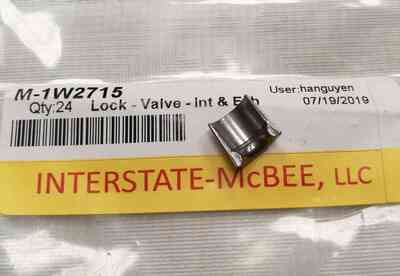 M-1W2715
User:hanguyen
Qty:24 Lock - Valve - Int & Exh
07/19/2019
INTERSTATE-McBEE, LLC